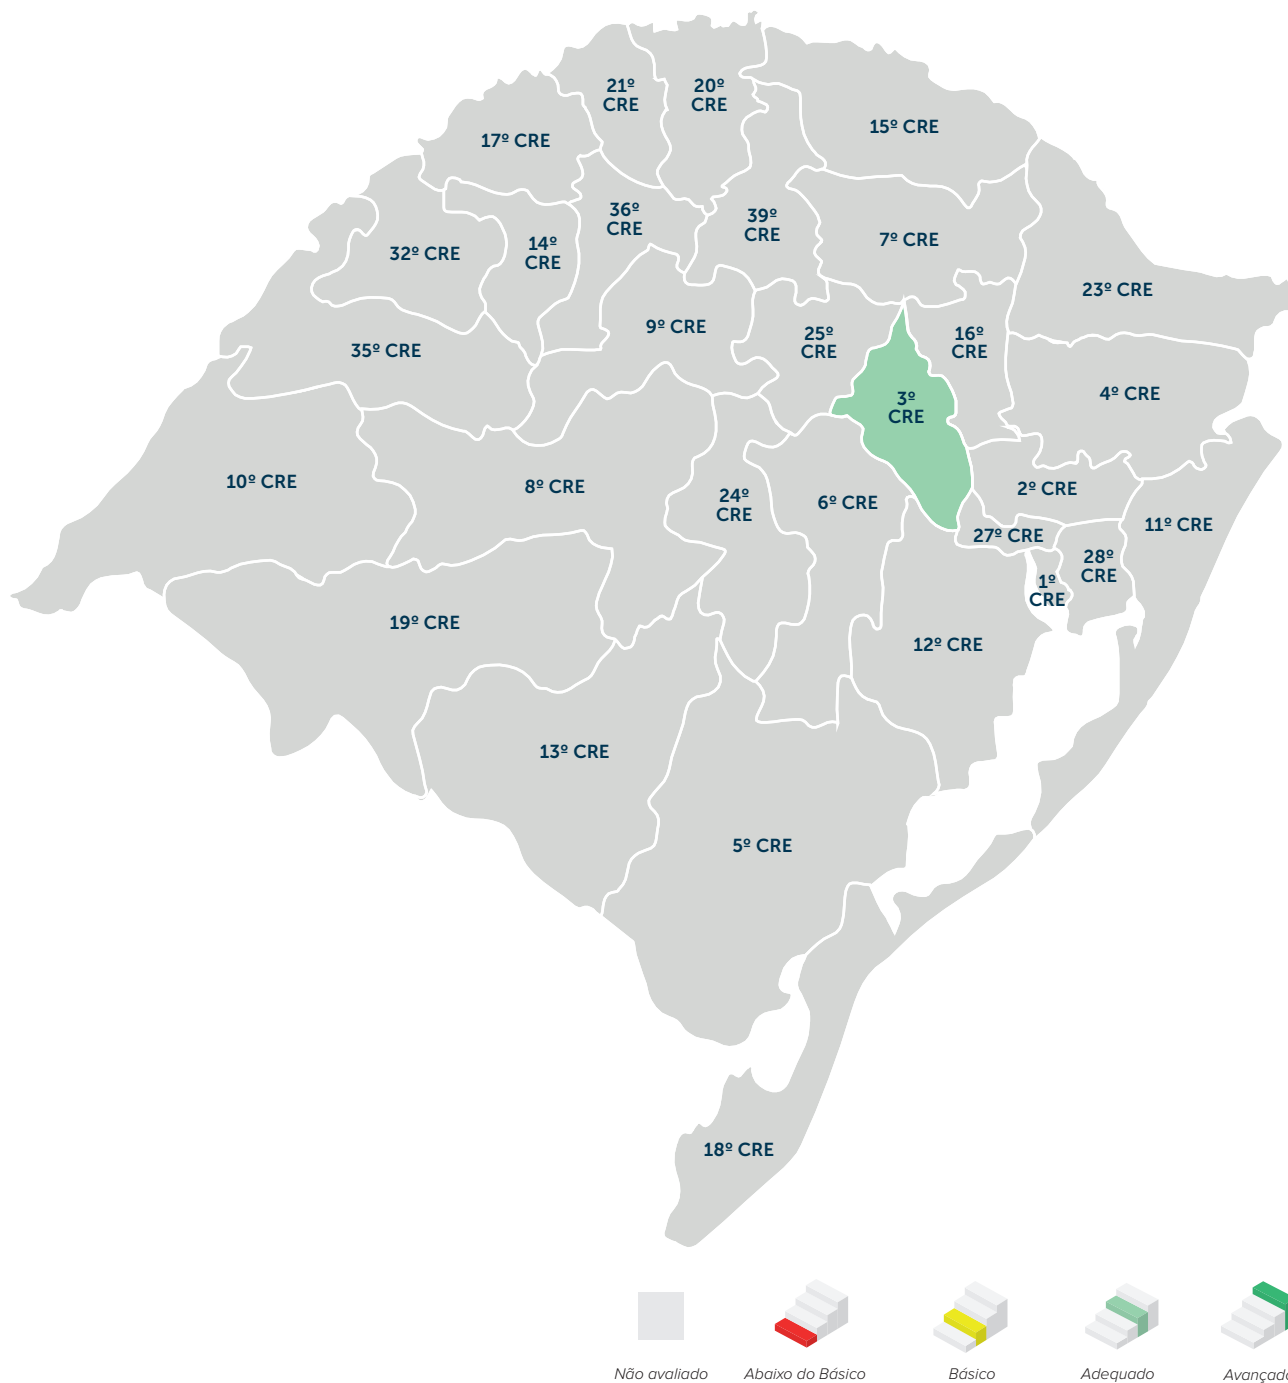 21º
CRE
20º
CRE
15º CRE
17º CRE
36º
CRE
39º
CRE
14º
CRE
7º CRE
32º CRE
23º CRE
9º CRE
25º
CRE
16º
CRE
35º CRE
4º CRE
3º
CRE
10º CRE
8º CRE
24º
CRE
6º CRE
2º CRE
11º CRE
27º CRE
28º
CRE
1º
CRE
19º CRE
12º CRE
13º CRE
5º CRE
18º CRE
Não avaliado
Abaixo do Básico
Básico
Adequado
Avançado